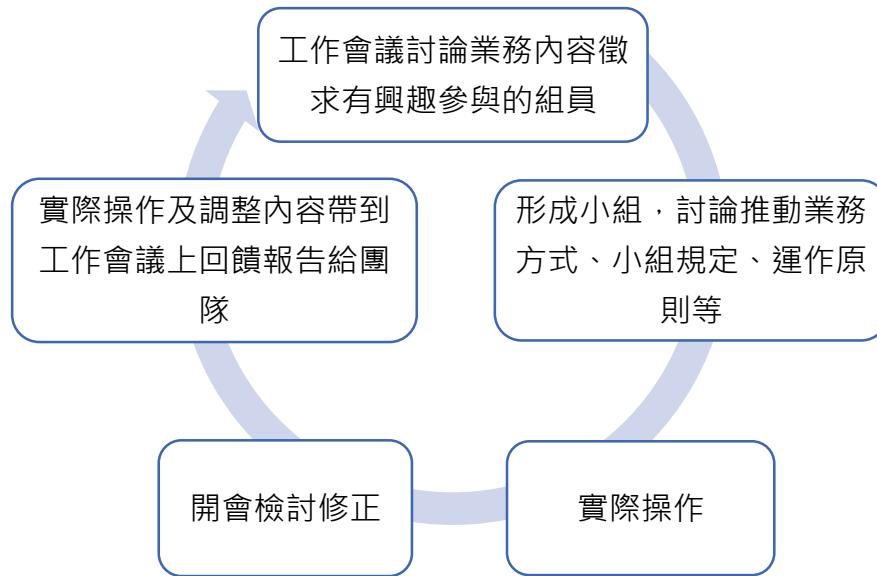 工作會議討論業務內容徵
求有興趣參與的組員
形成小組，討論推動業務
方式、小組規定、運作原
則等
實際操作
開會檢討修正
實際操作及調整內容帶到
工作會議上回饋報告給團
隊